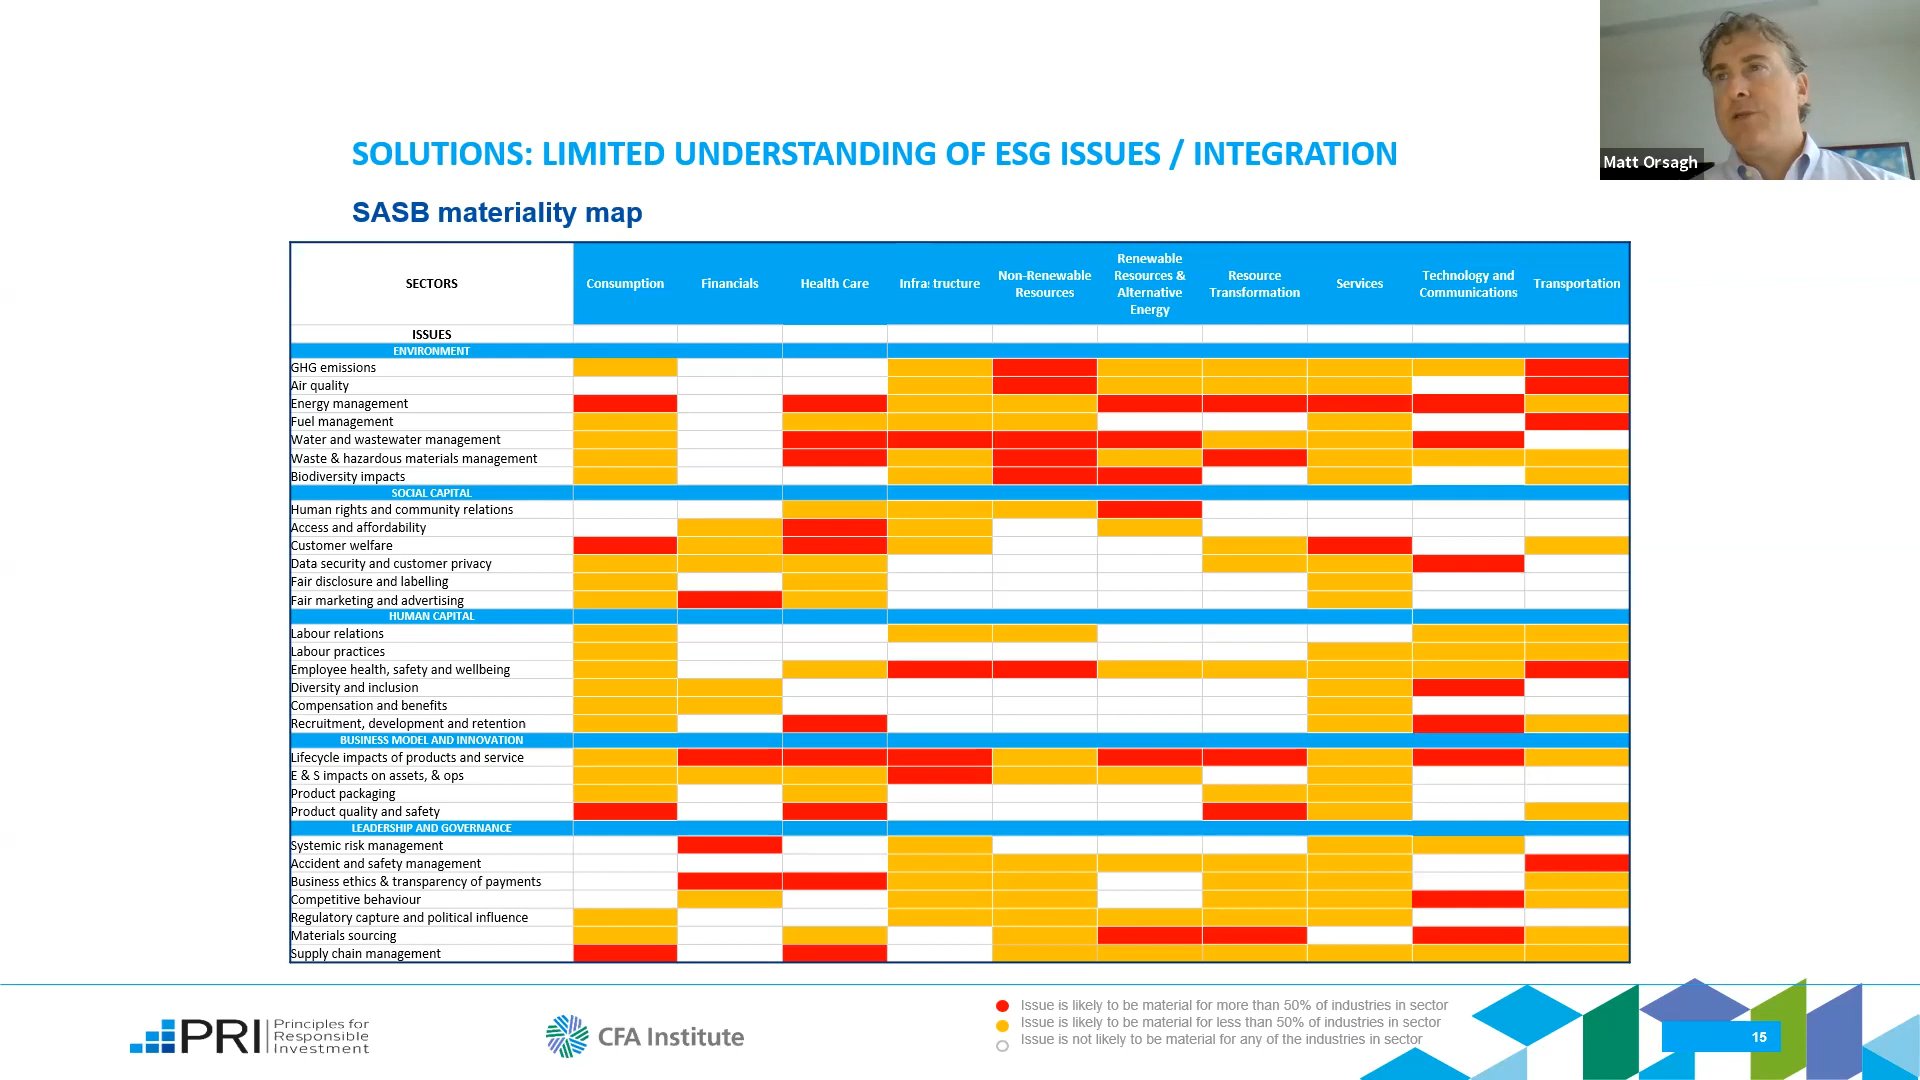 Matt Orsagh
SOLUTIONS: LIMITED UNDERSTANDING OF ESG ISSUES / INTEGRATION
SASB materiality map
SECTORS
Consumption
Financials
Health Care
Infrastructure
Non-Renewable
Resources
Renewable
Resources &
Alternative
Energy
Resource
Transformation
Services
Technology and
Communications
Transportation
ISSUES
ENVIRONMENT
GHG emissions
Air quality
Energy management
Fuel management
Water and wastewater management
Waste & hazardous materials management
Biodiversity impacts
SOCIAL CAPITAL
Human rights and community relations
Access and affordability
Customer welfare
Data security and customer privacy
Fair disclosure and labelling
Fair marketing and advertising
HUMAN CAPITAL
Labour relations
Labour practices
Employee health, safety and wellbeing
Diversity and inclusion
Compensation and benefits
Recruitment, development and retention
BUSINESS MODEL AND INNOVATION
Lifecycle impacts of products and service
E & S impacts on assets, & ops
Product packaging
Product quality and safety
LEADERSHIP AND GOVERNANCE
Systemic risk management
Accident and safety management
Business ethics & transparency of payments
Competitive behaviour
Regulatory capture and political influence
Materials sourcing
Supply chain management
PRI
Principles for
Responsible
Investment
CFA Institute
Issue is likely to be material for more than 50% of industries in sector
Issue is likely to be material for less than 50% of industries in sector
Issue is not likely to be material for any of the industries in sector
15